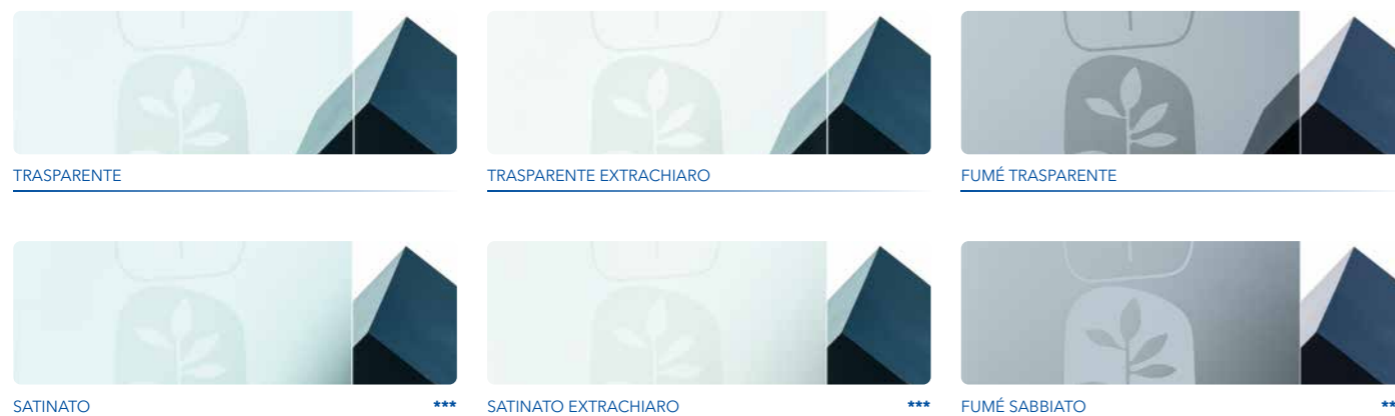 TRASPARENTE
TRASPARENTE EXTRACHIARO
FUMÉ TRASPARENTE
SATINATO ***
SATINATO EXTRACHIARO ***
FUMÉ SABBIATO **